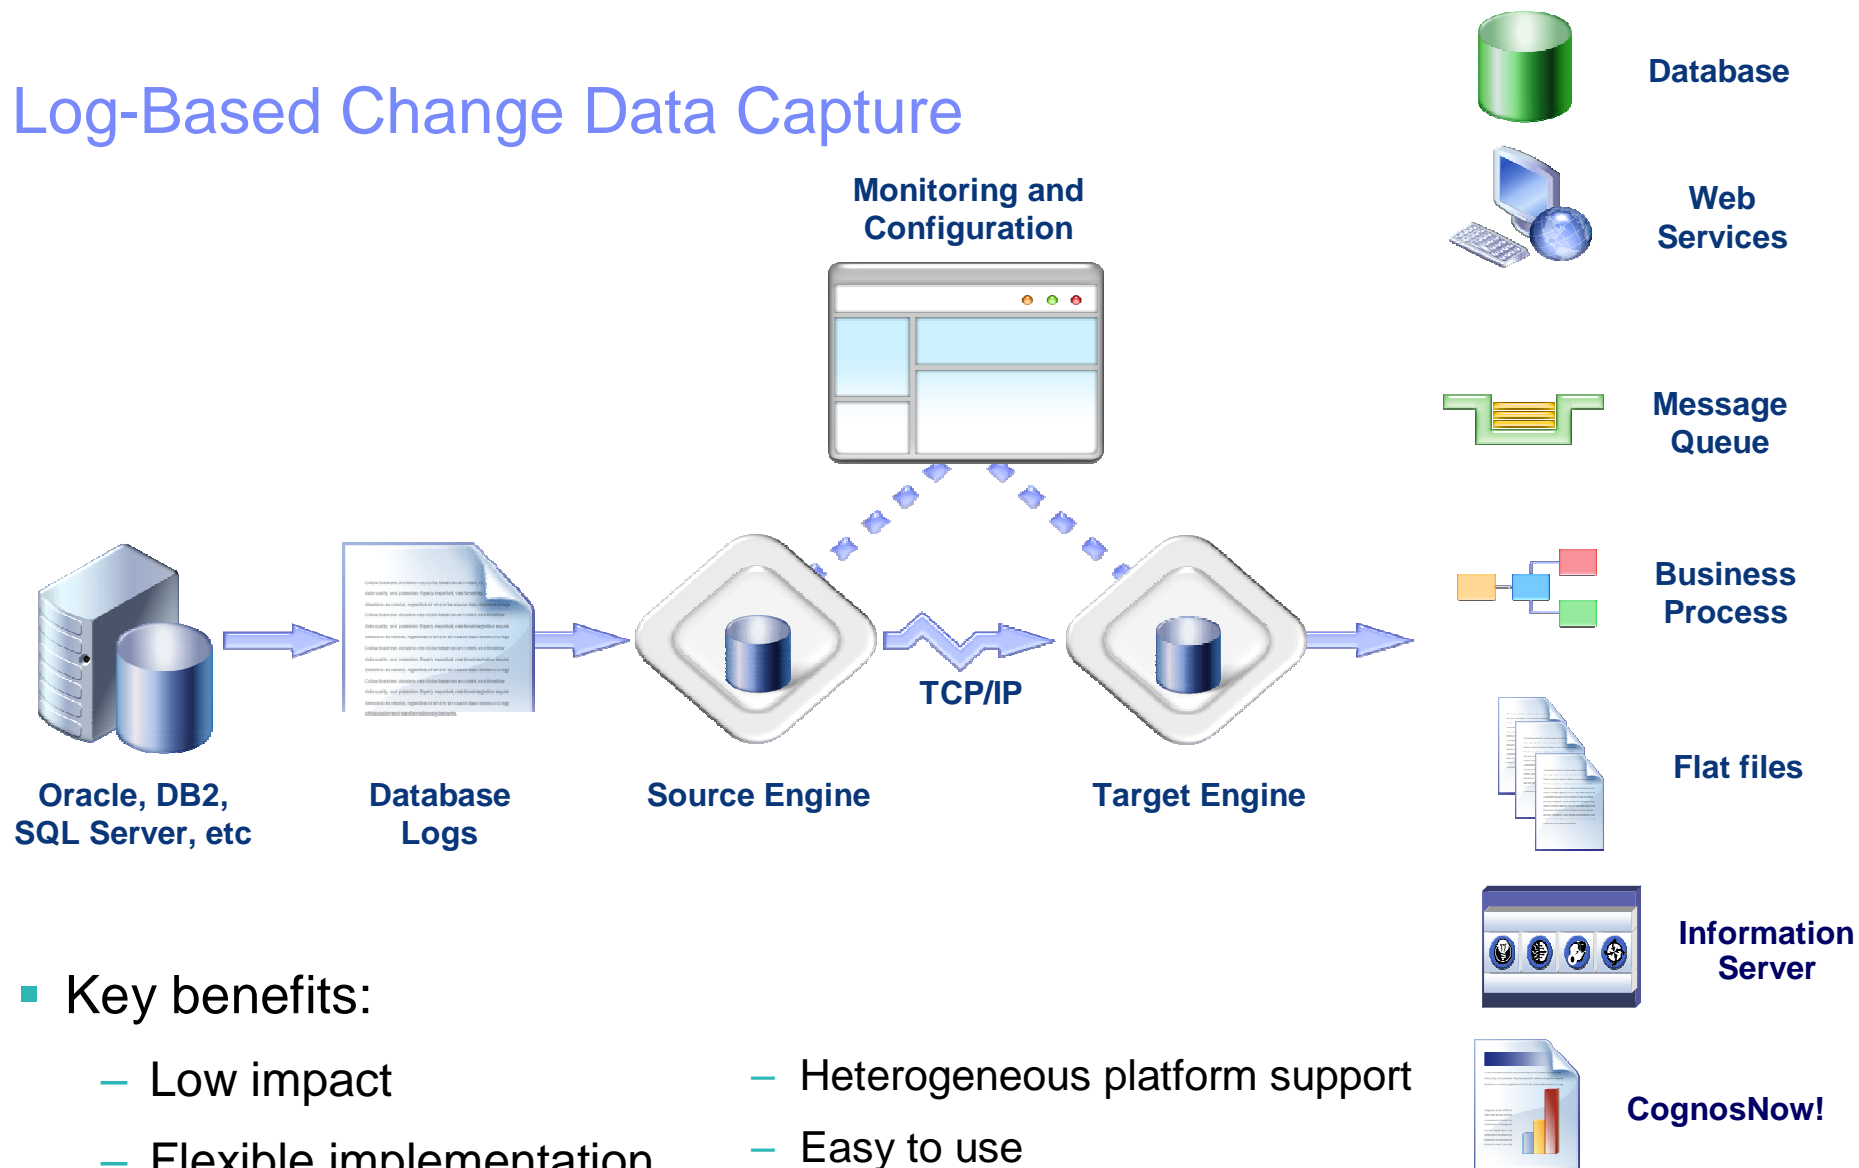 Log-Based Change Data Capture
Monitoring and
Configuration
Database
Web
Services
Message
Queue
Business
Process
Flat files
Information
Server
CognosNow!
TCP/IP
Oracle, DB2,
SQL Server, etc
Database
Logs
Source Engine
Target Engine
Key benefits:
– Low impact
– Flexible implementation
– Heterogeneous platform support
– Easy to use